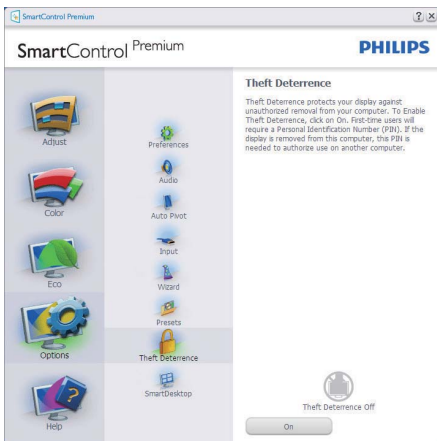 SmartControl Premium
SmartControl Premium
PHILIPS
Adjust
Color
Eco
Options
Help
Preferences
Audio
Auto Pivot
Input
Wizard
Presets
Theft Deterrence
SmartDesktop
Theft Deterrence
Theft Deterrence protects your display against
unauthorized removal from your computer. To Enable
Theft Deterrence, click on On. First-time users will
require a Personal Identification Number (PIN). If the
display is removed from this computer, this PIN is
needed to authorize use on another computer.
Theft Deterrence Off
On